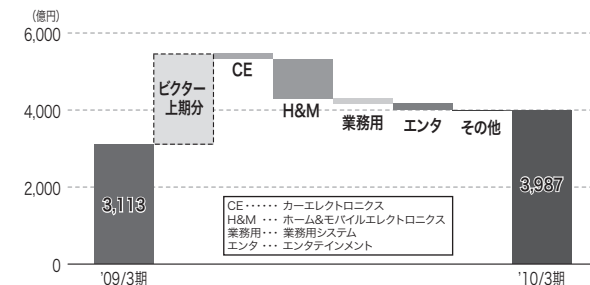 (億円)
6,000
4,000
2,000
0
ビクター
上期分
CE
H&M
業務用
エンタ
その他
3,113
3,987
CE‥‥‥ カーエレクトロニクス
H&M ‥‥ ホーム&モバイルエレクトロニクス
業務用‥‥ 業務用システム
エンタ ‥‥ エンタテインメント
'09/3期
'10/3期